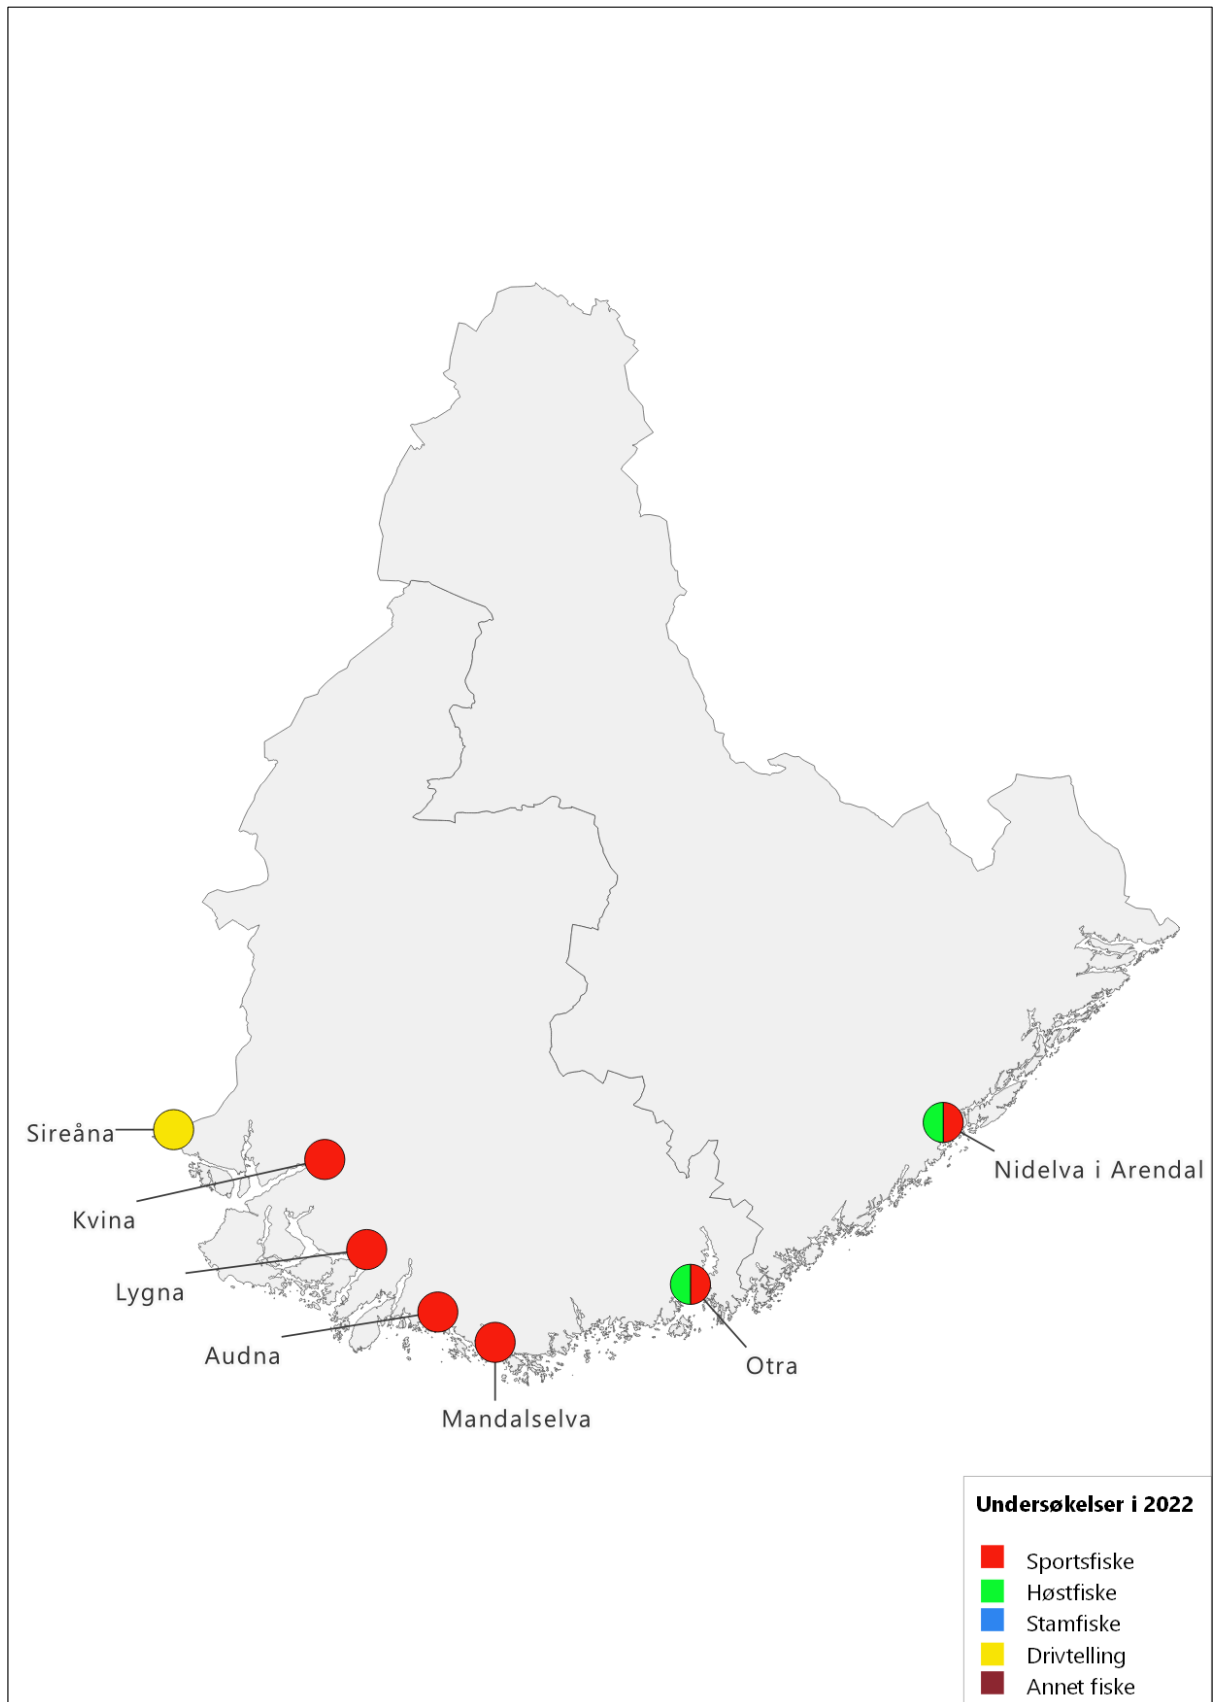 Sireåna
Kvina
Lygna
Audna
Mandalselva
Otra
Nidelva i Arendal
Undersøkelser i 2022
Sportsfiske
Høstfiske
Stamfiske
Drivtelling
Annet fiske